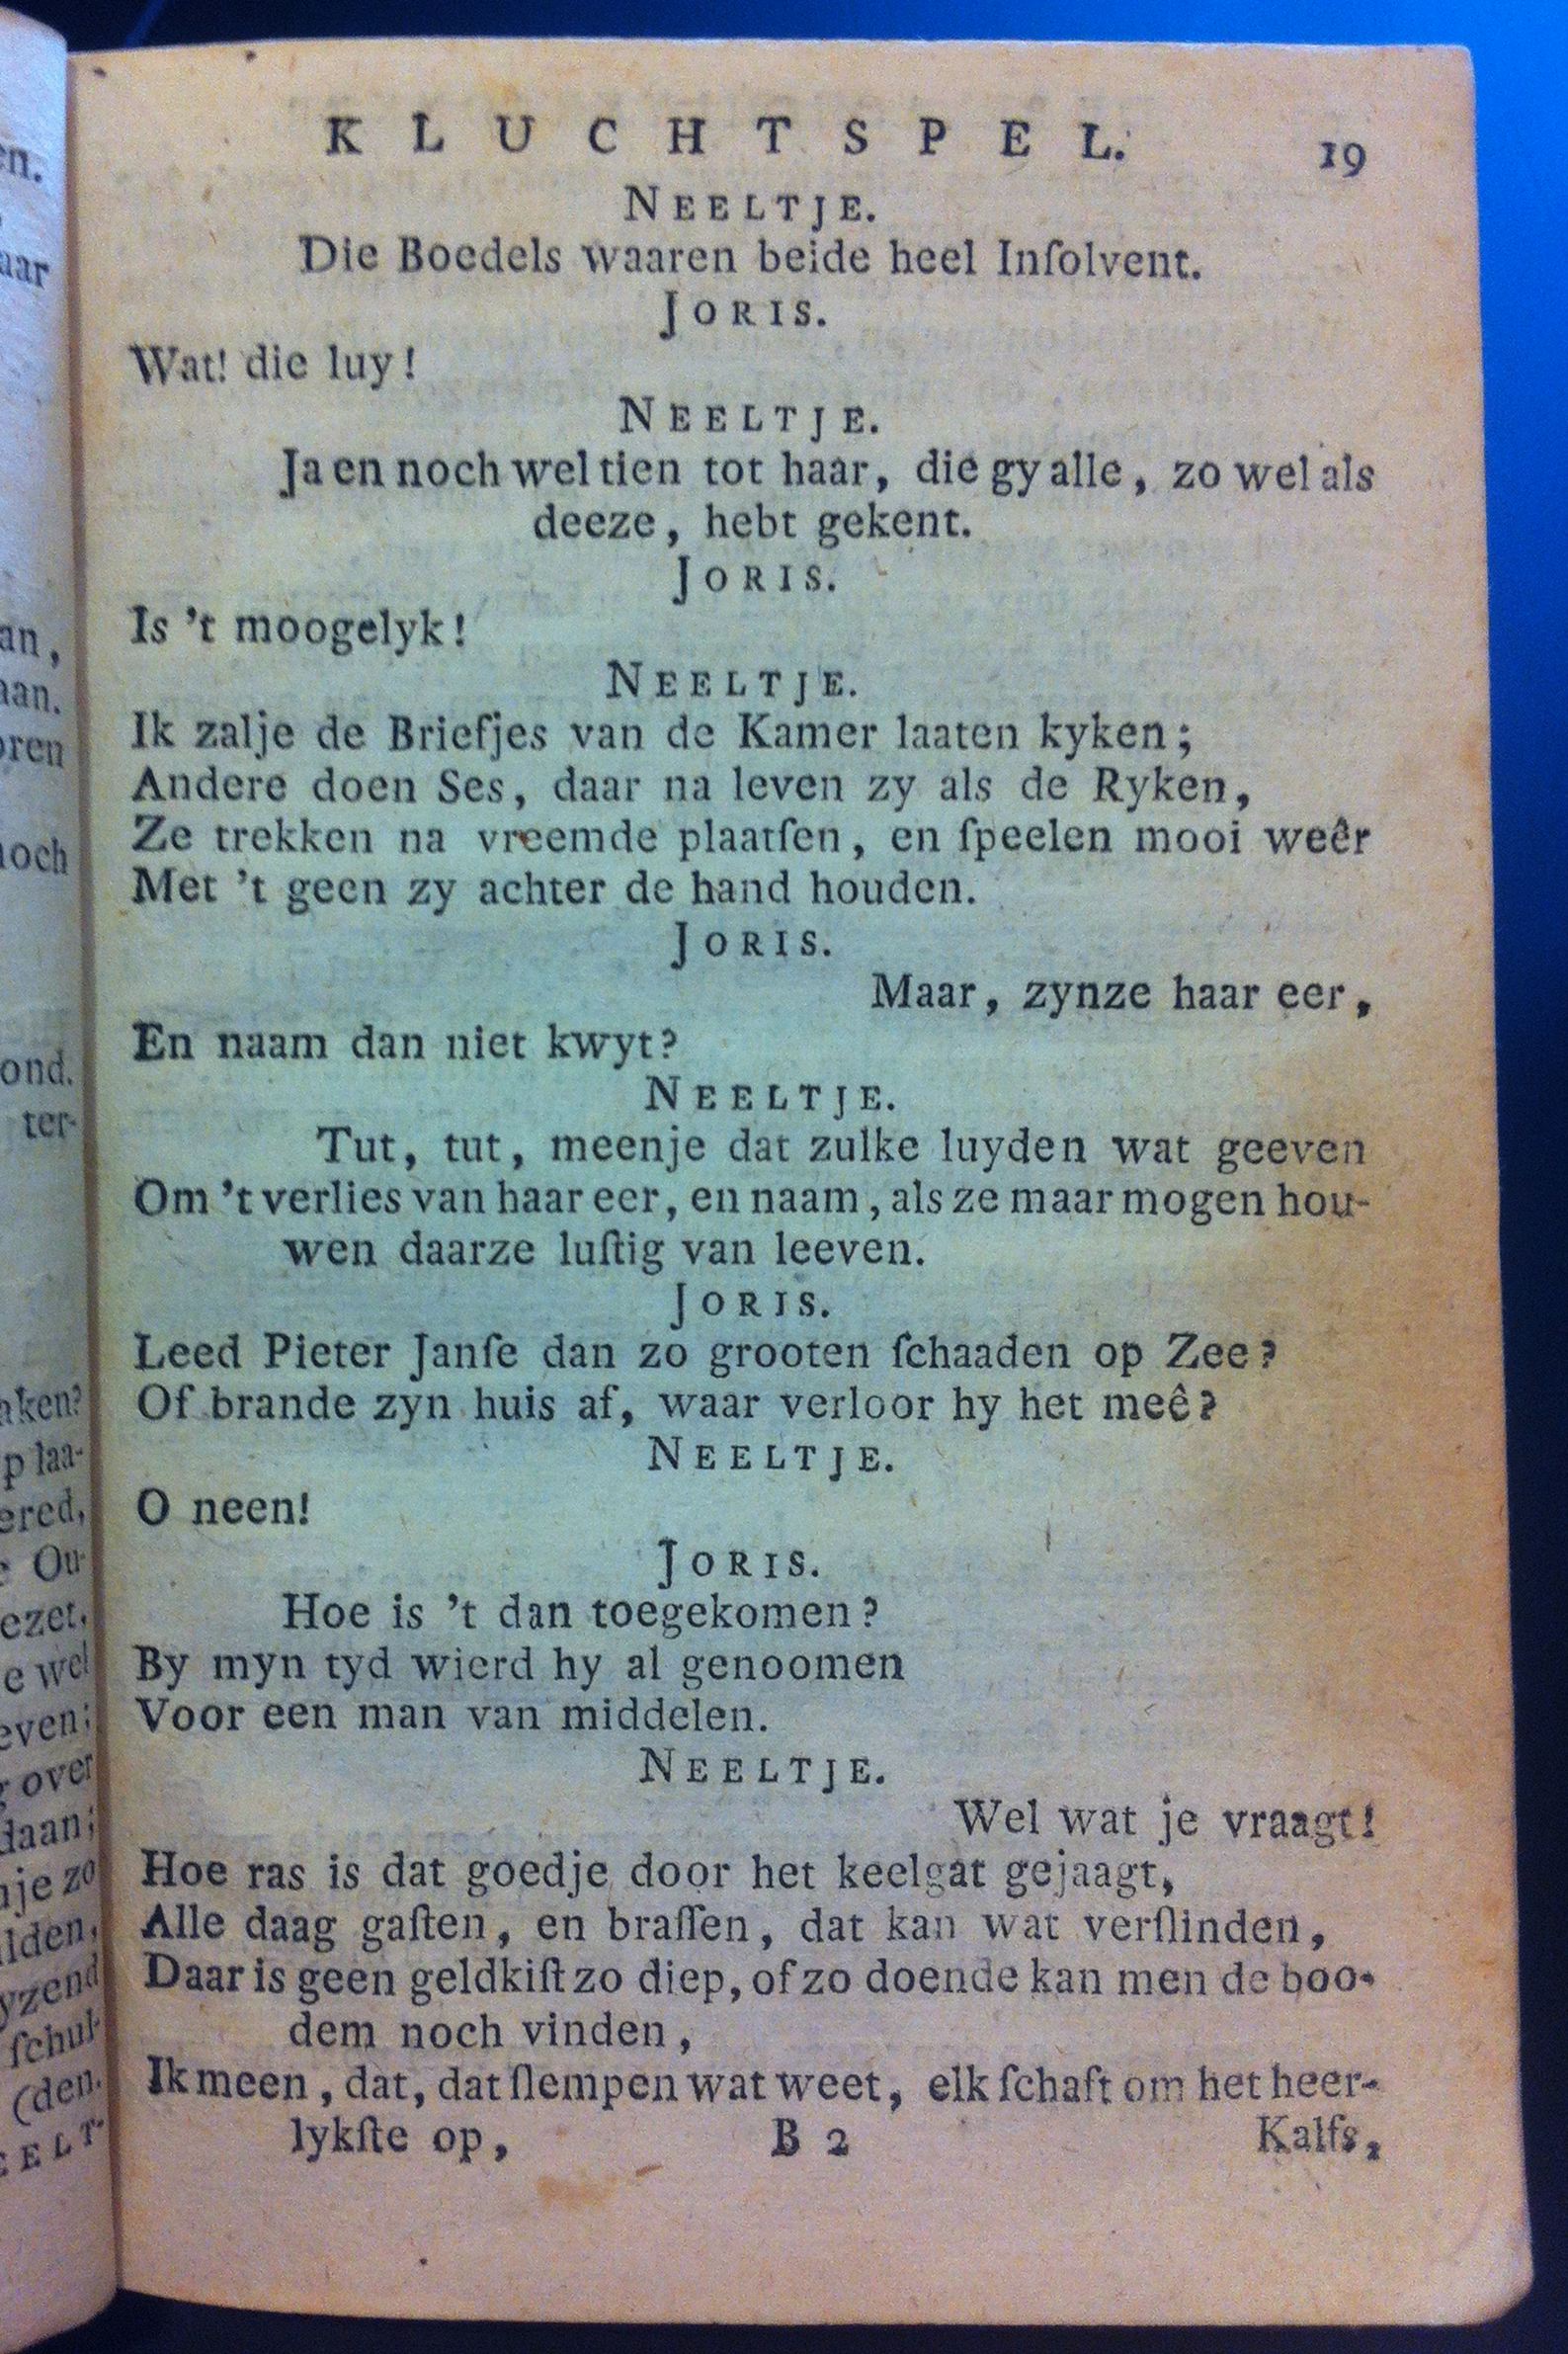 KLUCHTSPEL. 19
NEELTJE.
Die Boedels waaren beide heel Inſolvent.
JORIS.
Wat! die luy!
NEELTJE.
Ja en noch wel tien tot haar, die gy alle, zo wel als
deeze, hebt gekent.
JORIS.
Is 't moogelyk!
NEELTJE.
Ik zalje de Briefjes van de Kamer laaten kyken;
Andere doen Ses, daar na leven zy als de Ryken,
Ze trekken na vreemde plaatſen, en ſpeelen mooi weêr
Met 't geen zy achter de hand houden.
JORIS.
Maar, zynze haar eer,
En naam dan niet kwyt?
NEELTJE.
Tut, tut, meenje dat zulke luyden wat geeven
Om 't verlies van haar eer, en naam, als ze maar mogen hou-
wen daarze luſtig van leeven.
JORIS.
Leed Pieter Janſe dan zo grooten ſchaaden op Zee?
Of brande zyn huis af, waar verloor hy het meê?
NEELTJE.
O neen!
JORIS.
Hoe is 't dan toegekomen?
By myn tyd wierd hy al genoomen
Voor een man van middelen.
NEELTJE.
Wel wat je vraagt!
Hoe ras is dat goedje door het keelgat gejaagt,
Alle daag gaſten, en braſſen, dat kan wat verſlinden,
Daar is geen geldkiſt zo diep, of zo doende kan men de boo-
dem noch vinden,
Ik meen, dat, dat ſlempen wat weet, elk ſchaft om het heer-
lykſte op, B 2 Kalfs,